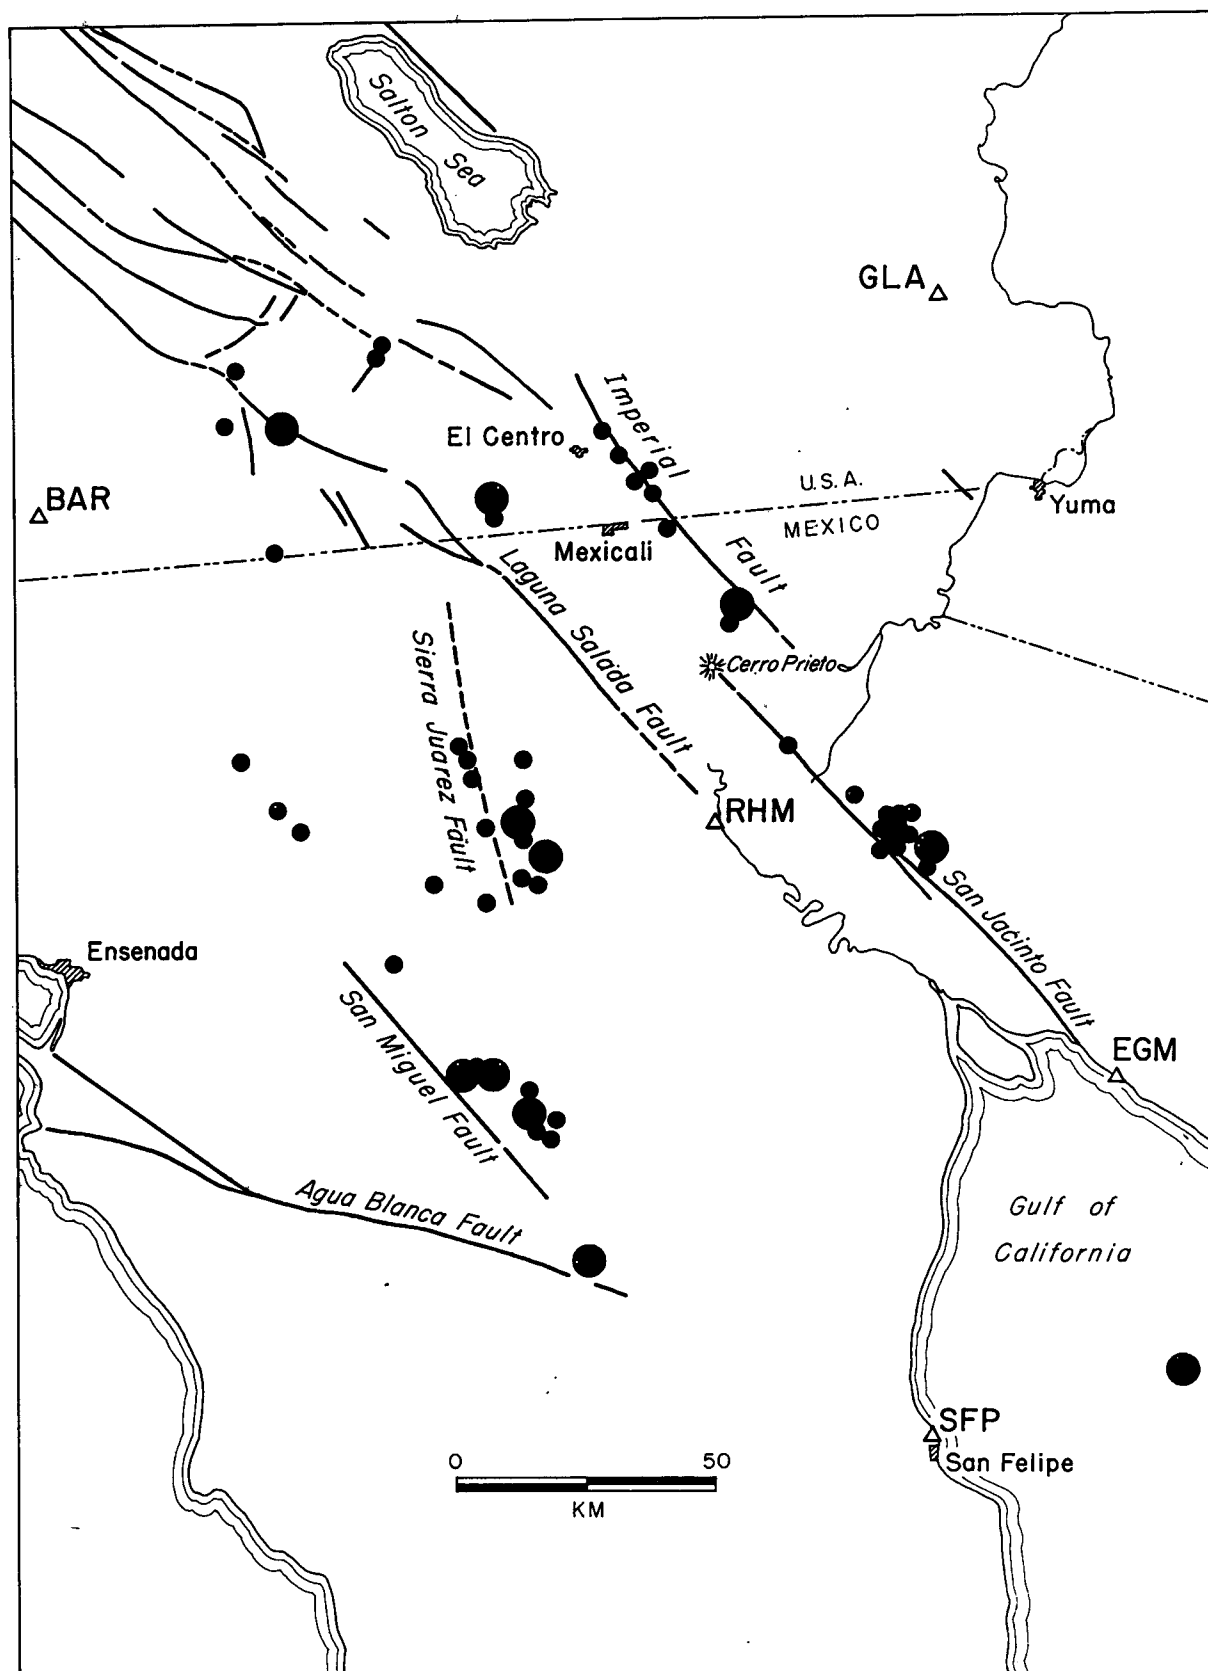 Salton
Sea
GLA
Imperial
El Centro
BAR
U.S.A.
MEXICO
Yuma
Mexicali
Fault
Laguna Salada Fault
Cerro Prieto
Sierra Juarez Fault
RHM
San Jacinto Fault
Ensenada
San Miguel Fault
EGM
Agua Blanca Fault
Gulf of
California
SFP
San Felipe
0 50
KM